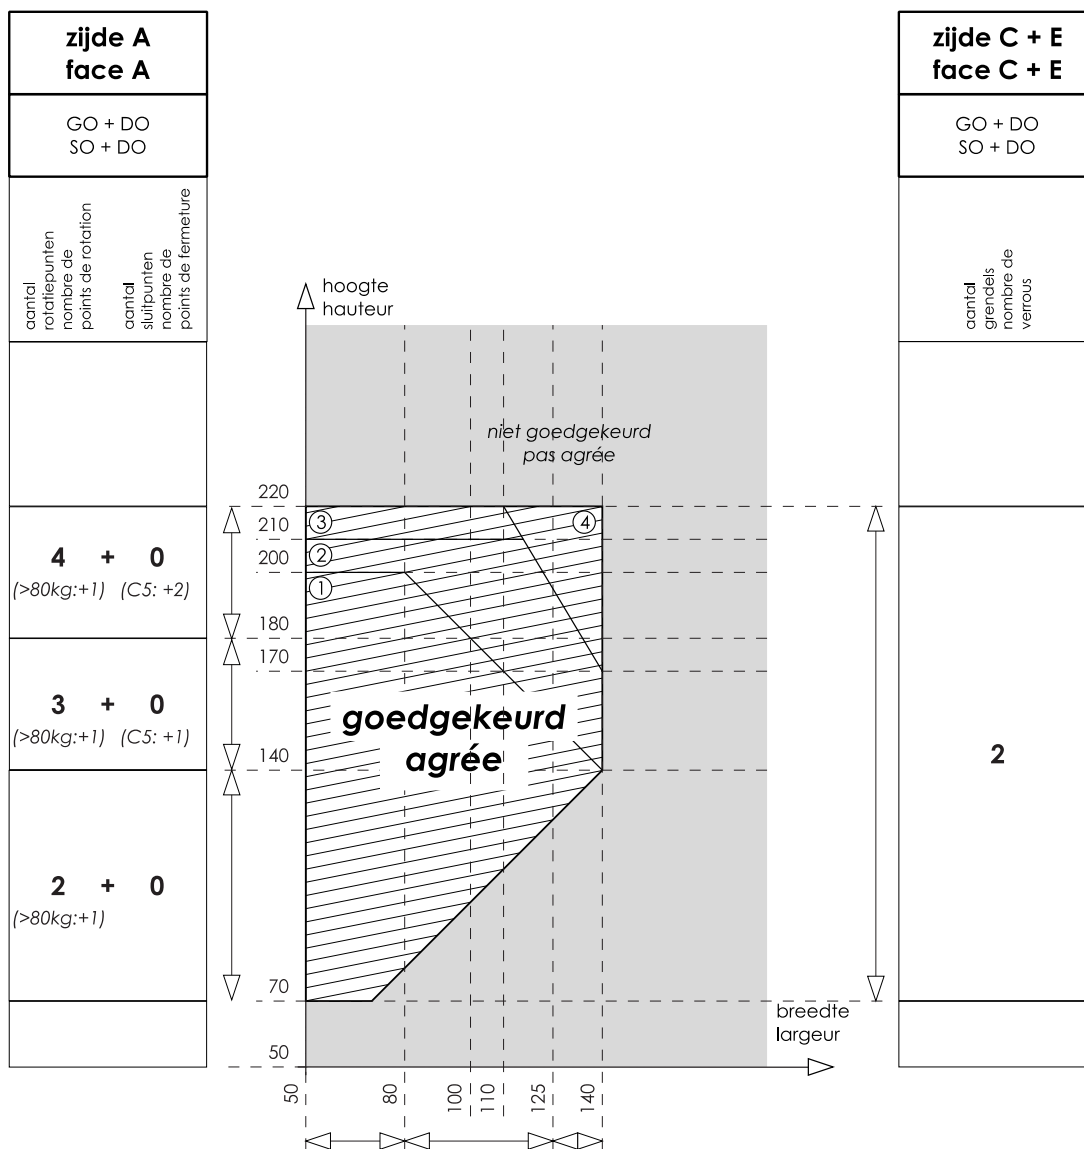 zijde A
face A
GO + DO
SO + DO
aantal
rotatiepunten
nombre de
points de rotation
aantal
sluitpunten
nombre de
points de fermeture
4 + 0
(>80kg:+1) (C5: +2)
3 + 0
(>80kg:+1) (C5: +1)
2 + 0
(>80kg:+1)
hoogte
hauteur
niet goedgekeurd
pas agrée
220
210
200
180
170
140
70
50
3
4
2
1
goedgekeurd
agrée
breedte
largeur
50
80
100
110
125
140
zijde C + E
face C + E
GO + DO
SO + DO
aantal
grendels
nombre de
verrous
2